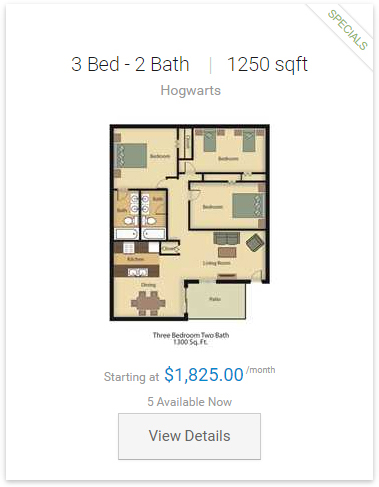 SPECIALS
3 Bed - 2 Bath | 1250 sqft
Hogwarts
Bedroom
Closet
Bedroom
Bedroom
Bath
Bath
Closet
Kitchen
Living Room
Dining
Patio
Three Bedroom Two Bath
1300 Sq. Ft.
Starting at $1,825.00 /month
5 Available Now
View Details